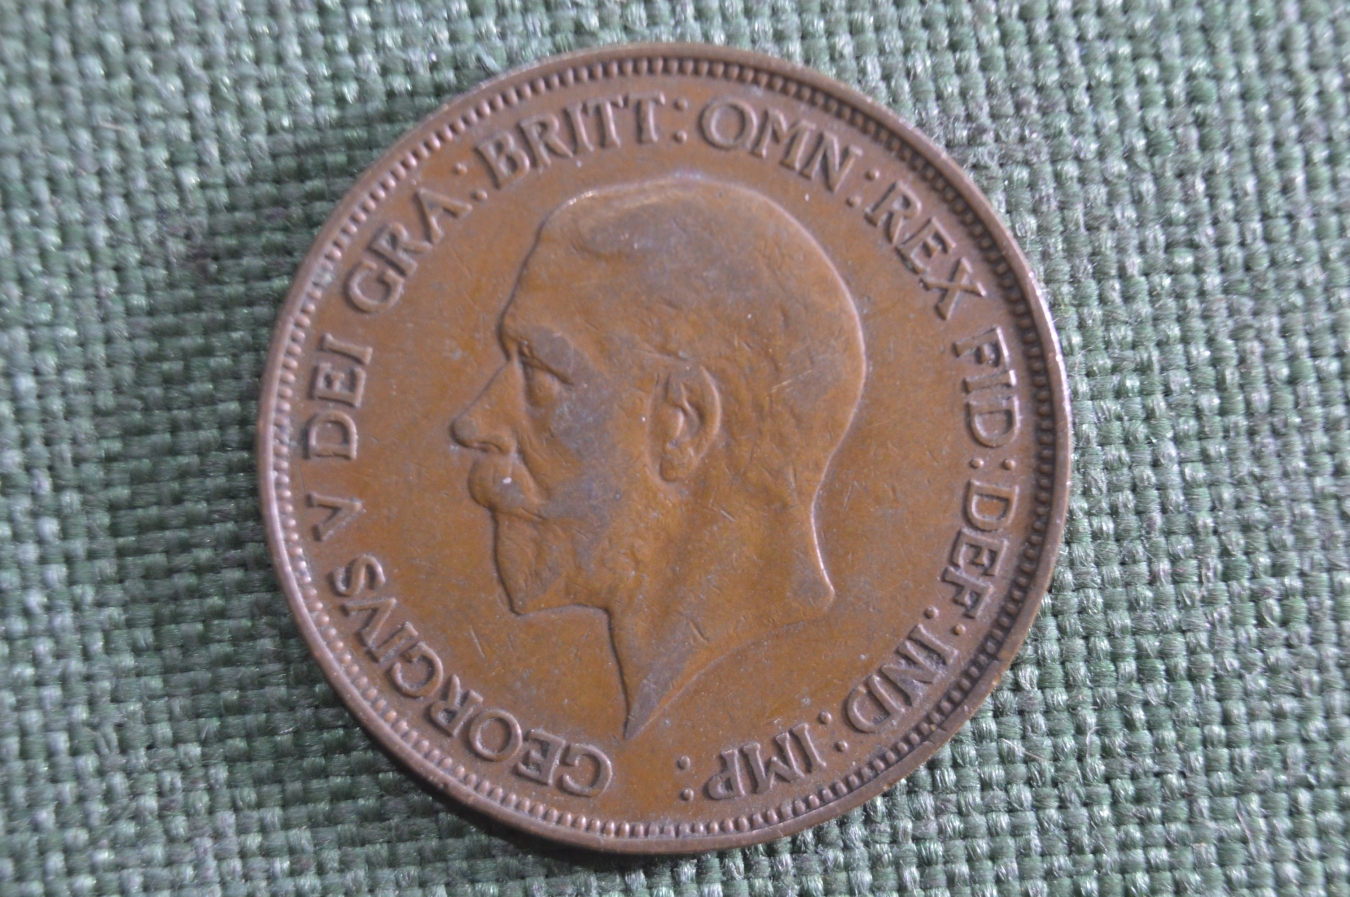 GEORGIVS V DEI GRA: BRITT: OMN: REX FID: DEF: IND: IMP: